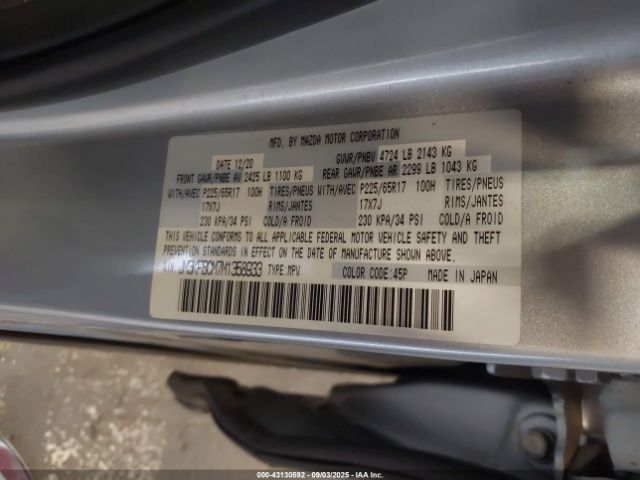 MFD. BY MAZDA MOTOR CORPORATION
DATE 12/20 GVWR/PNBV 4724 LB 2143 KG
FRONT GAWR/PNBE AV 2425 LB 1100 KG REAR GAWR/PNBE AR 2299 LB 1043 KG
WITH/AVEC P225/65R17 100H TIRES/PNEUS WITH/AVEC P225/65R17 100H TIRES/PNEUS
17X7J RIMS/JANTES 17X7J RIMS/JANTES
230 KPA/34 PSI COLD/A FROID 230 KPA/34 PSI COLD/A FROID
THIS VEHICLE CONFORMS TO ALL APPLICABLE FEDERAL MOTOR VEHICLE SAFETY AND THEFT
PREVENTION STANDARDS IN EFFECT ON THE DATE OF MANUFACTURE SHOWN ABOVE.
VIN: TYPE:MPV COLOR CODE:45P MADE IN JAPAN
00-43130592 - 09/03/2025 - IAA Inc.